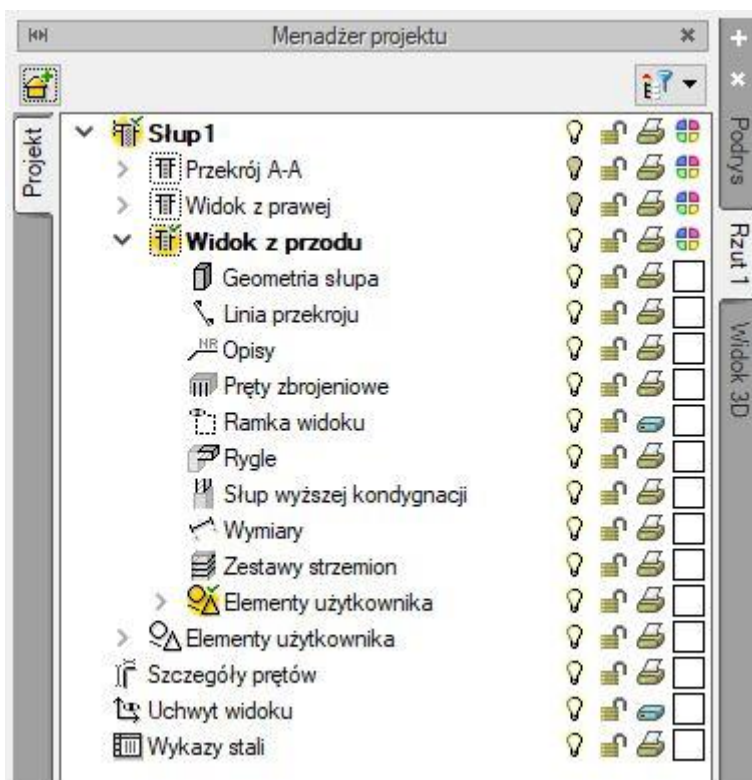 Menadżer projektu
Projekt
Słup1
Przekrój A-A
Widok z prawej
Widok z przodu
Geometria słupa
Linia przekroju
NR Opisy
Pręty zbrojeniowe
Ramka widoku
Rygle
Słup wyższej kondygnacji
Wymiary
Zestawy strzemion
Elementy użytkownika
Elementy użytkownika
Szczegóły prętów
Uchwyt widoku
Wykazy stali
Podrys
Rzut 1
Widok 3D